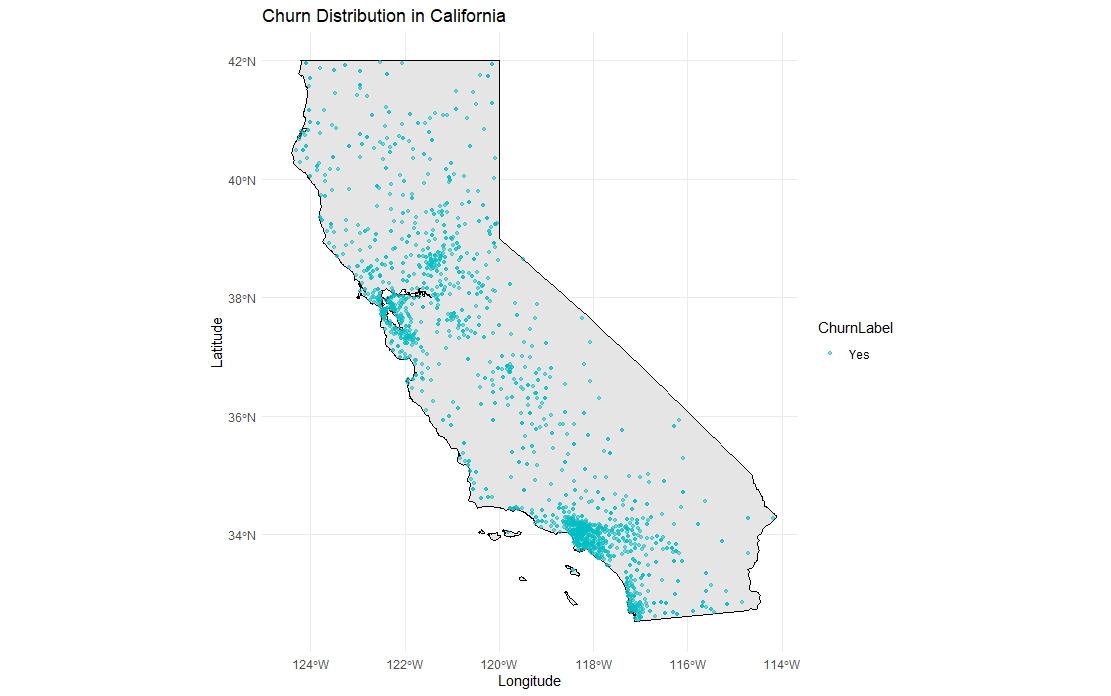 Churn Distribution in California
42°N
40°N
38°N
36°N
34°N
Latitude
124°W
122°W
120°W
118°W
116°W
114°W
Longitude
ChurnLabel
Yes